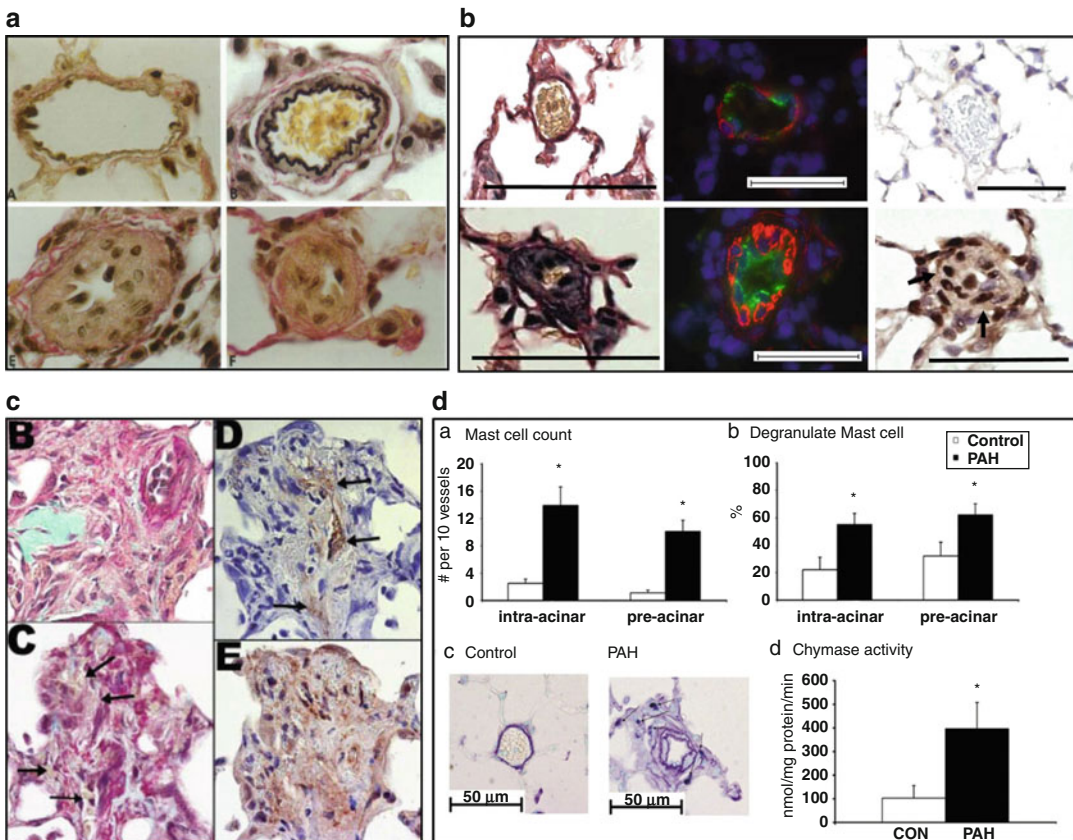 a
A
B
E
F
b
c
B
D
C
E
d
a Mast cell count
# per 10 vessels
20
16
12
8
4
0
*
*
intra-acinar
pre-acinar
b Degranulate Mast cell
Control
PAH
%
100
80
60
40
20
0
*
*
intra-acinar
pre-acinar
c Control
PAH
50 μm
50 μm
d Chymase activity
nmol/mg protein/min
600
500
400
300
200
100
0
*
CON
PAH